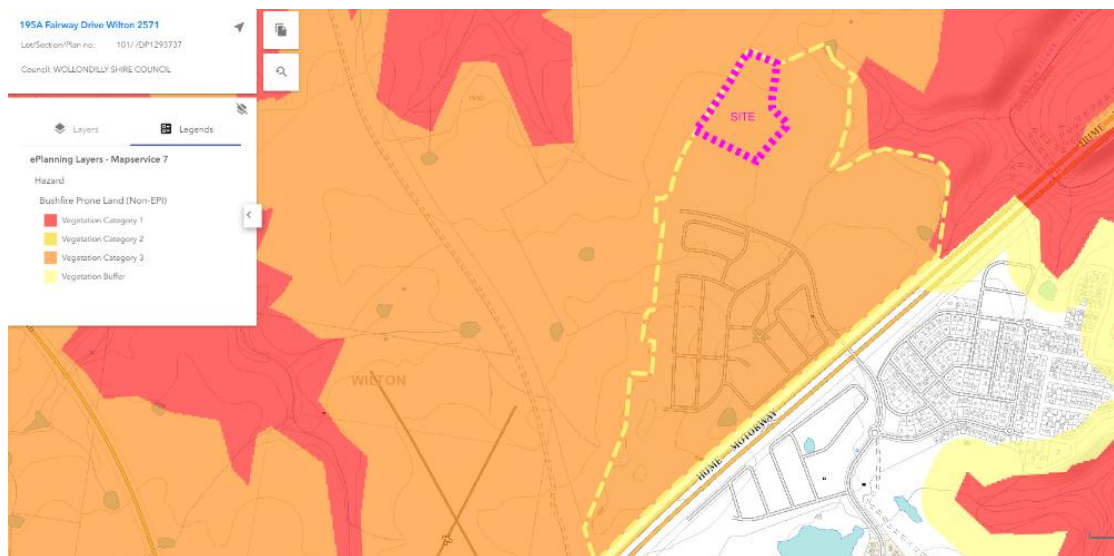 195A Fairway Drive Wilton 2571
Lot/Section/Plan no: 101/ /DP1293737
Council: WOLLONDILLY SHIRE COUNCIL
Layers Legends
ePlanning Layers - Mapservice 7
Hazard
Bushfire Prone Land (Non-EPI)
Vegetation Category 1
Vegetation Category 2
Vegetation Category 3
Vegetation Buffer
SITE
WILTON
HUME MOTORWAY
HUME